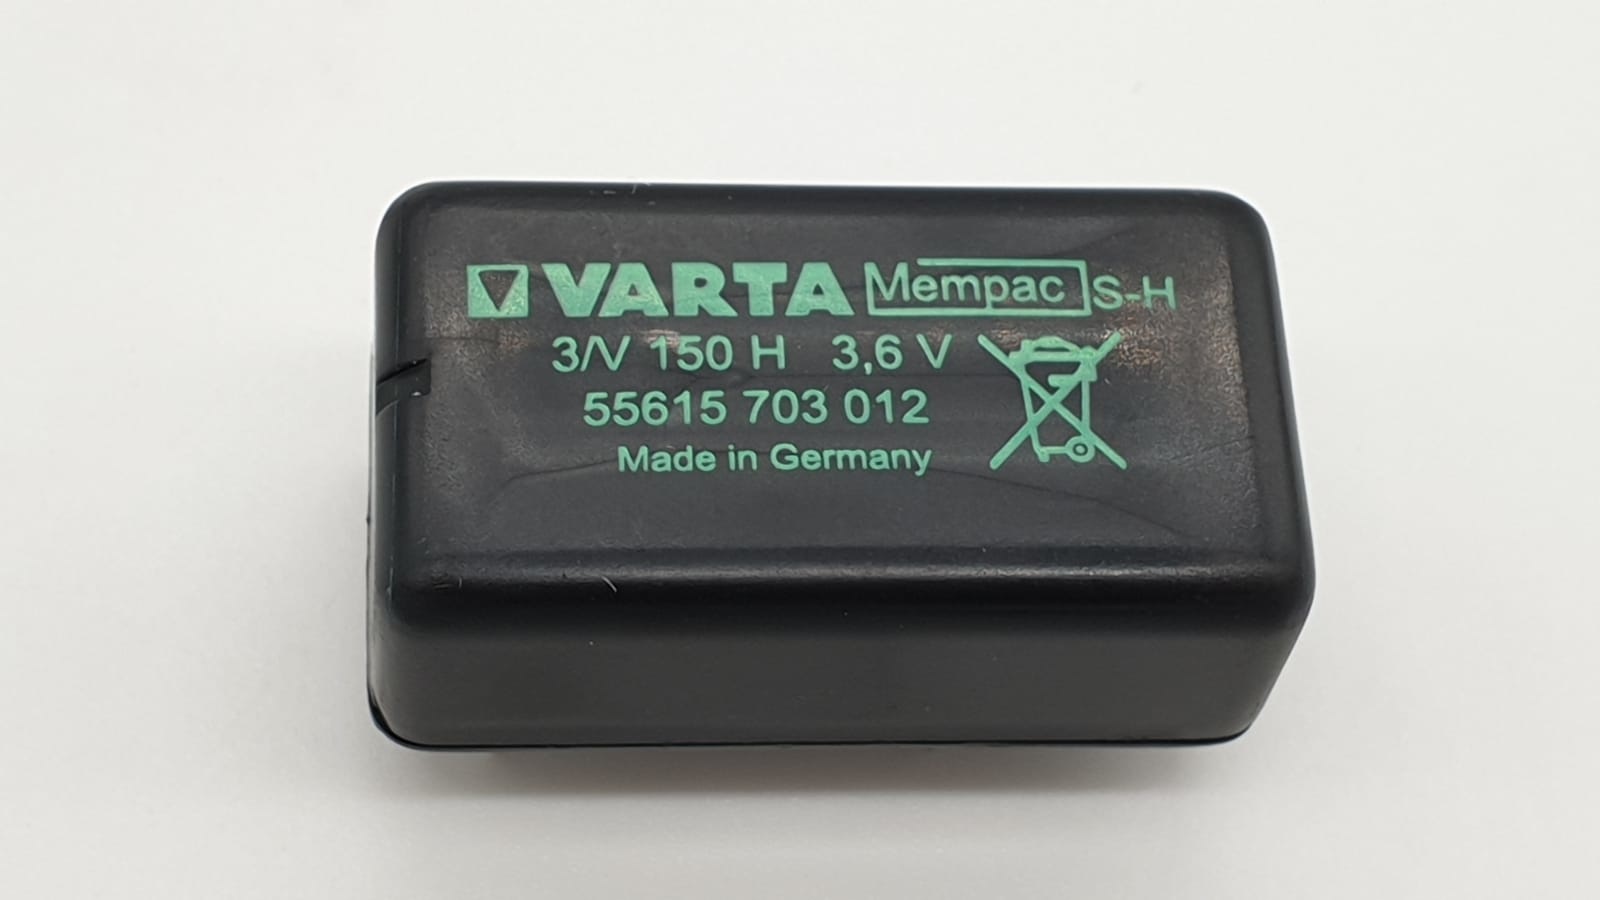 VARTA Mempac S-H
3/V 150 H 3,6 V
55615 703 012
Made in Germany